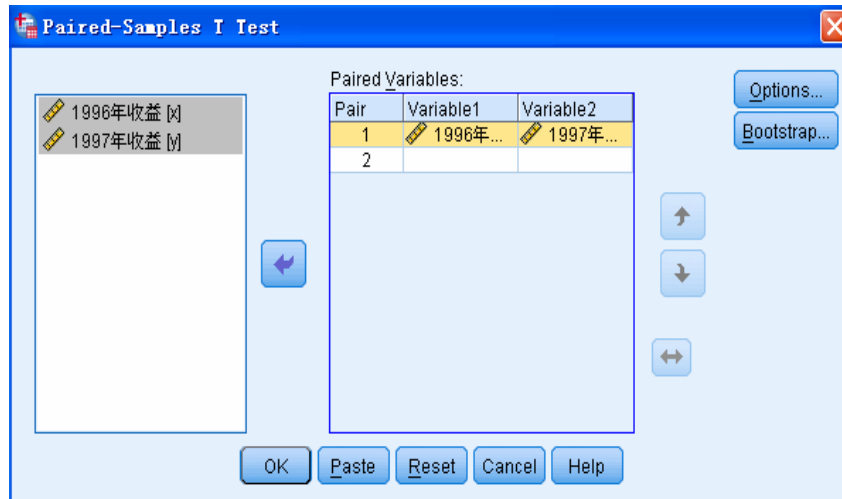 Paired-Samples T Test
1996年收益 [x]
1997年收益 [y]
Paired Variables:
Pair Variable1 Variable2
1 1996年... 1997年...
2
Options...
Bootstrap...
OK Paste Reset Cancel Help